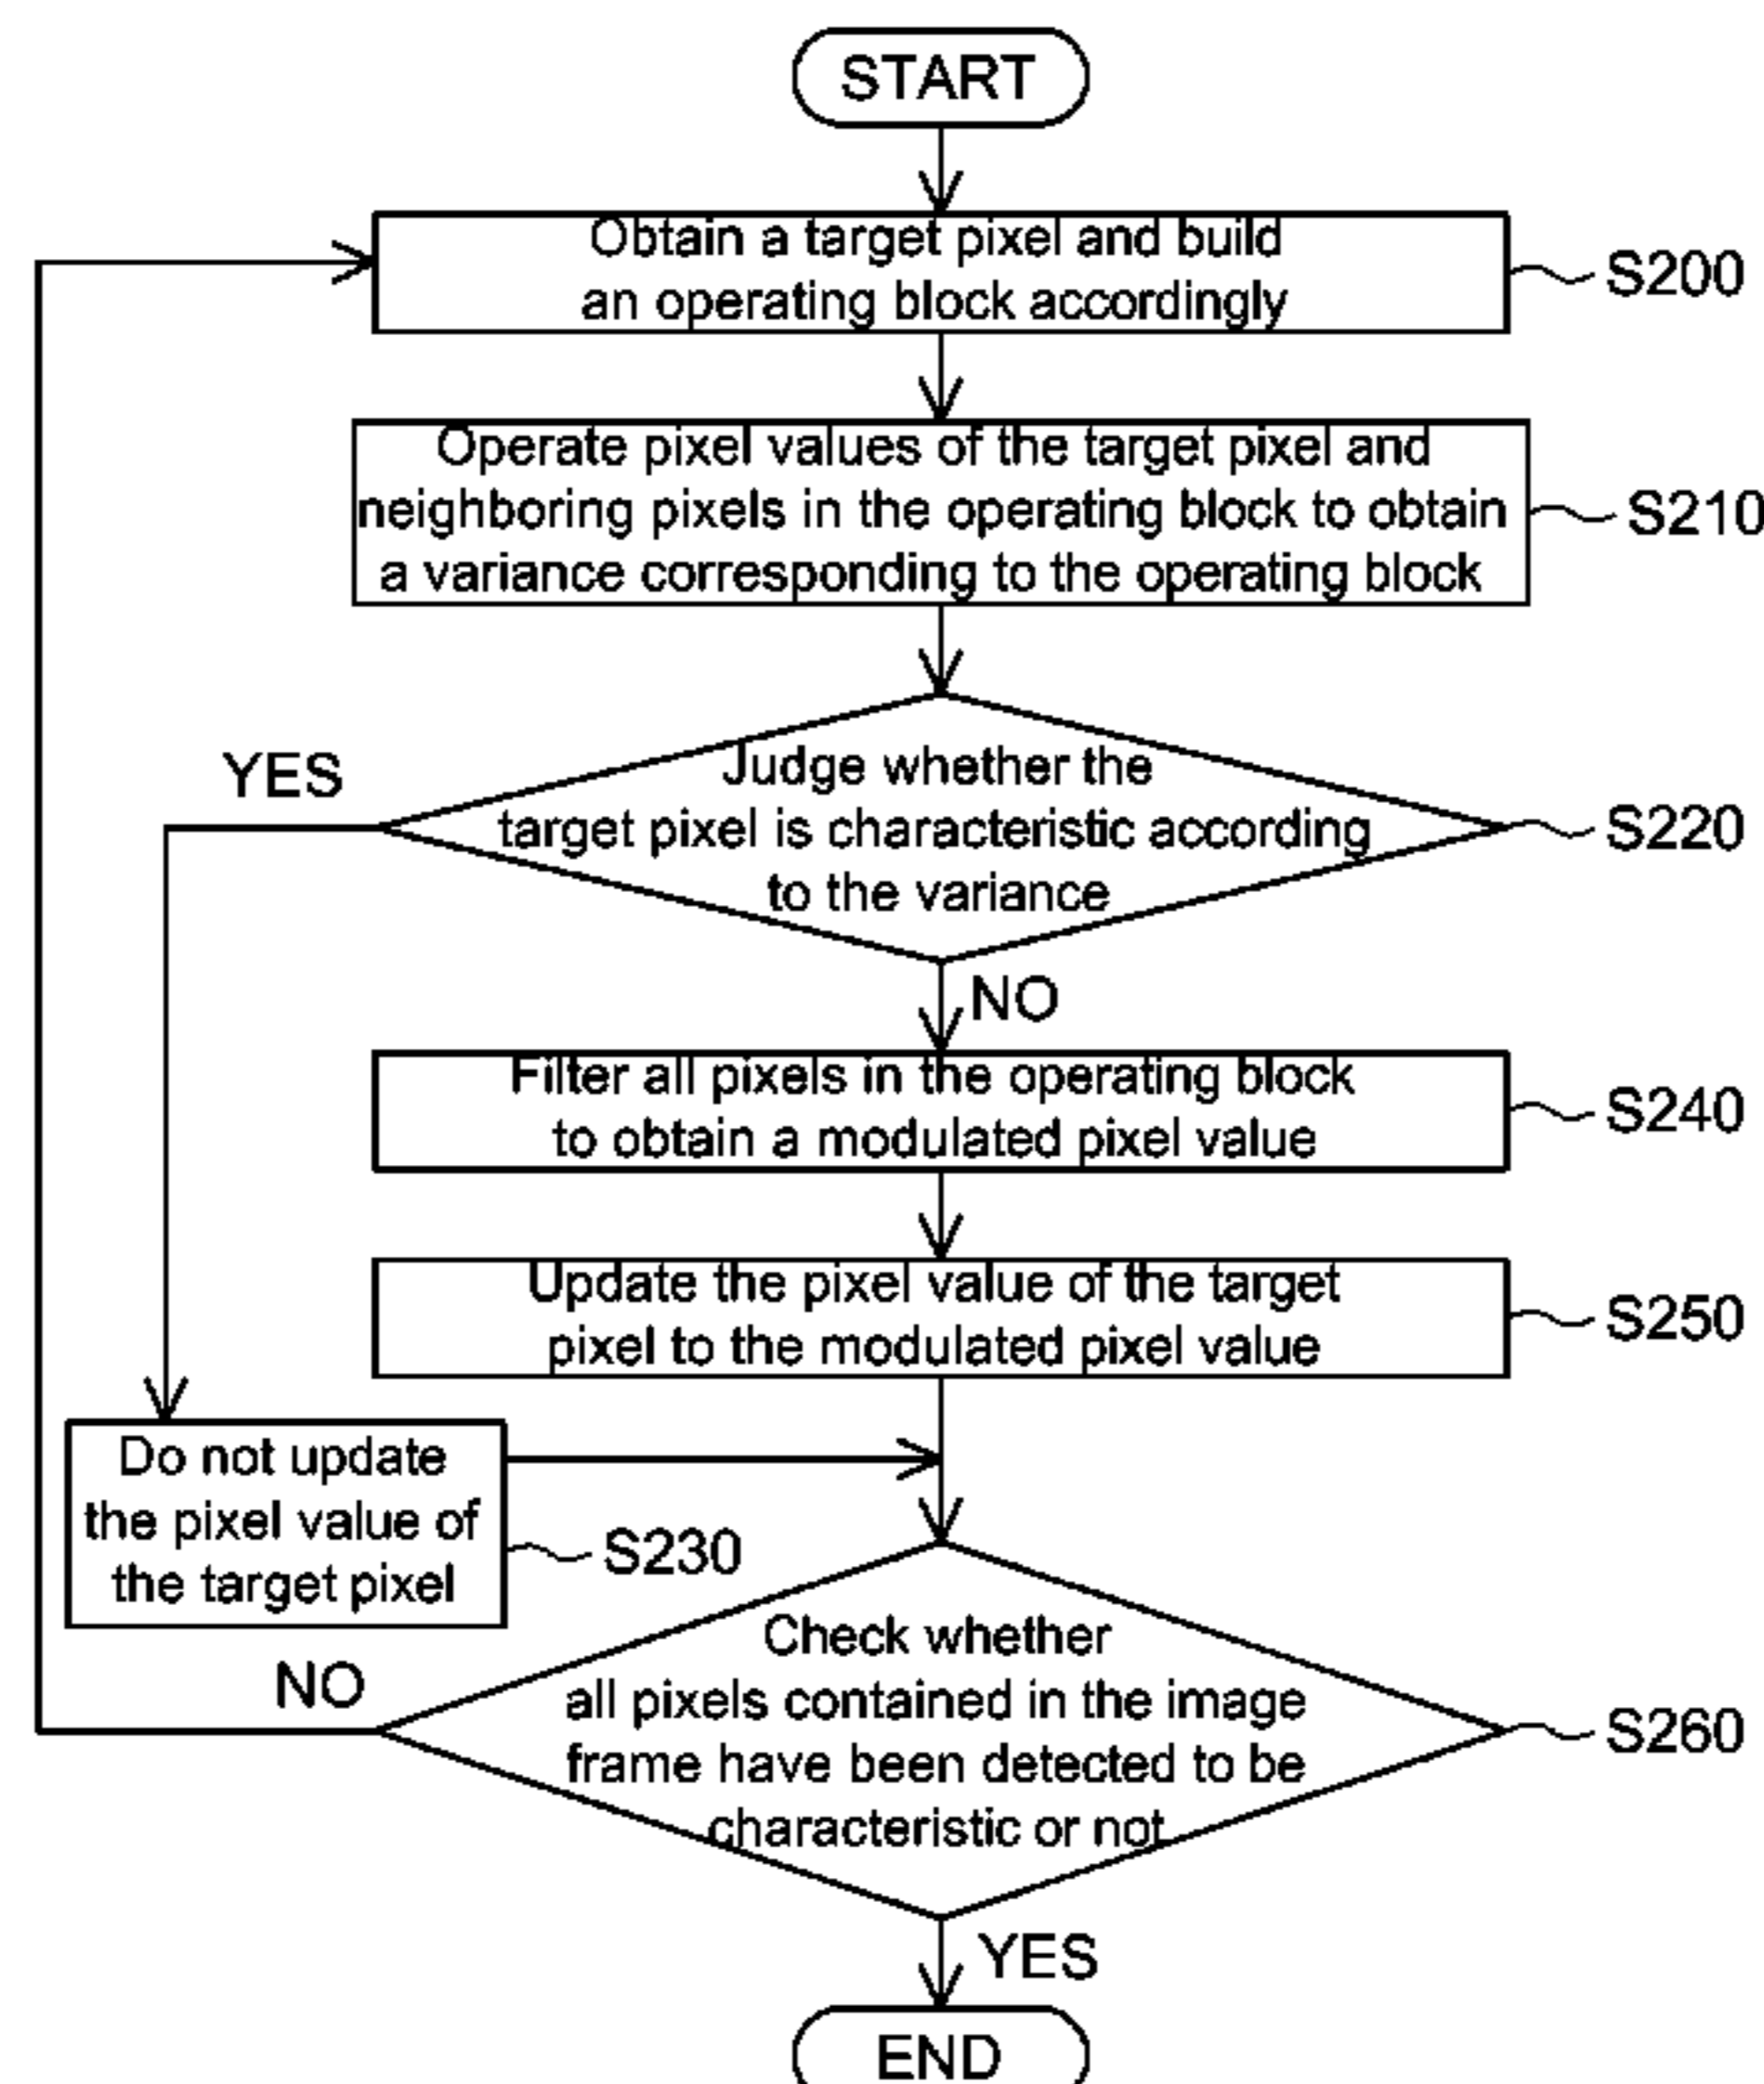 START
Obtain a target pixel and build
an operating block accordingly
S200
Operate pixel values of the target pixel and
neighboring pixels in the operating block to obtain
a variance corresponding to the operating block
S210
YES
Judge whether the
target pixel is characteristic according
to the variance
S220
NO
Filter all pixels in the operating block
to obtain a modulated pixel value
S240
Update the pixel value of the target
pixel to the modulated pixel value
S250
Do not update
the pixel value of
the target pixel
S230
NO
Check whether
all pixels contained in the image
frame have been detected to be
characteristic or not
S260
YES
END